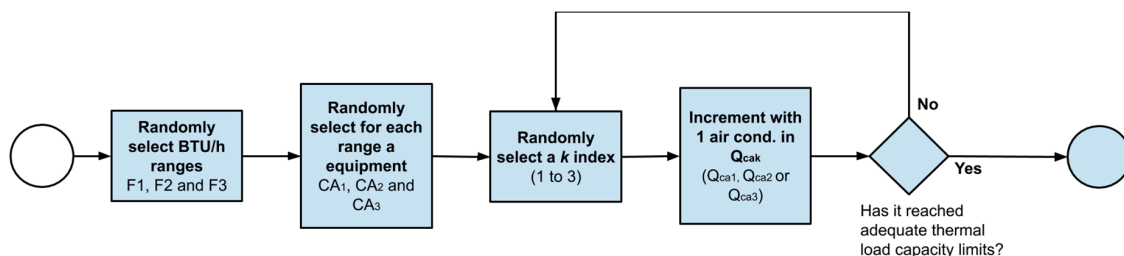 Randomly
select BTU/h
ranges
F1, F2 and F3
Randomly
select for each
range a
equipment
CA1, CA2 and
CA3
Randomly
select a k index
(1 to 3)
Increment with
1 air cond. in
Qcak
(Qca1, Qca2 or
Qca3)
No
Yes
Has it reached
adequate thermal
load capacity limits?